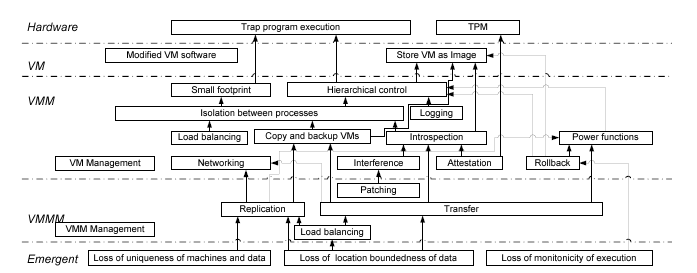 Hardware
Trap program execution
TPM
Modified VM software
Store VM as Image
VM
Small footprint
Hierarchical control
VMM
Isolation between processes
Logging
Load balancing
Copy and backup VMs
Introspection
Power functions
VM Management
Networking
Interference
Attestation
Rollback
Patching
Replication
Transfer
VMMM
VMM Management
Load balancing
Emergent
Loss of uniqueness of machines and data
Loss of location boundedness of data
Loss of monitonicity of execution